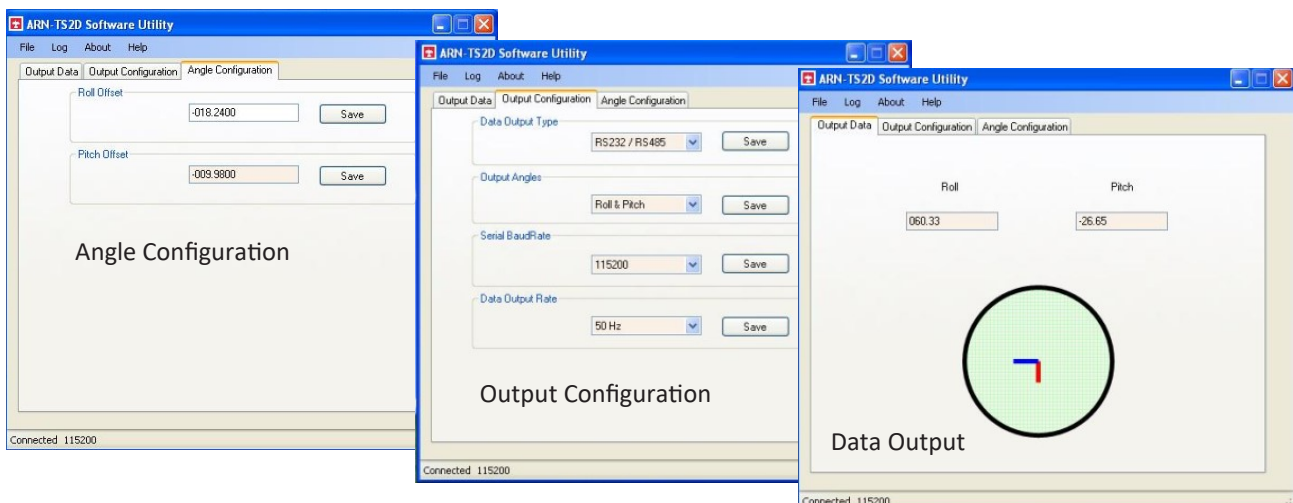 ARN-TS2D Software Utility
File Log About Help
Output Data Output Configuration Angle Configuration
Roll Offset
-018.2400 Save
Pitch Offset
-009.9800 Save
Angle Configuration
Connected 115200
ARN-TS2D Software Utility
File Log About Help
Output Data Output Configuration Angle Configuration
Data Output Type
RS232 / RS485 Save
Output Angles
Roll & Pitch Save
Serial BaudRate
115200 Save
Data Output Rate
50 Hz Save
Output Configuration
Connected 115200
ARN-TS2D Software Utility
File Log About Help
Output Data Output Configuration Angle Configuration
Roll Pitch
060.33 -26.65
Data Output
Connected 115200